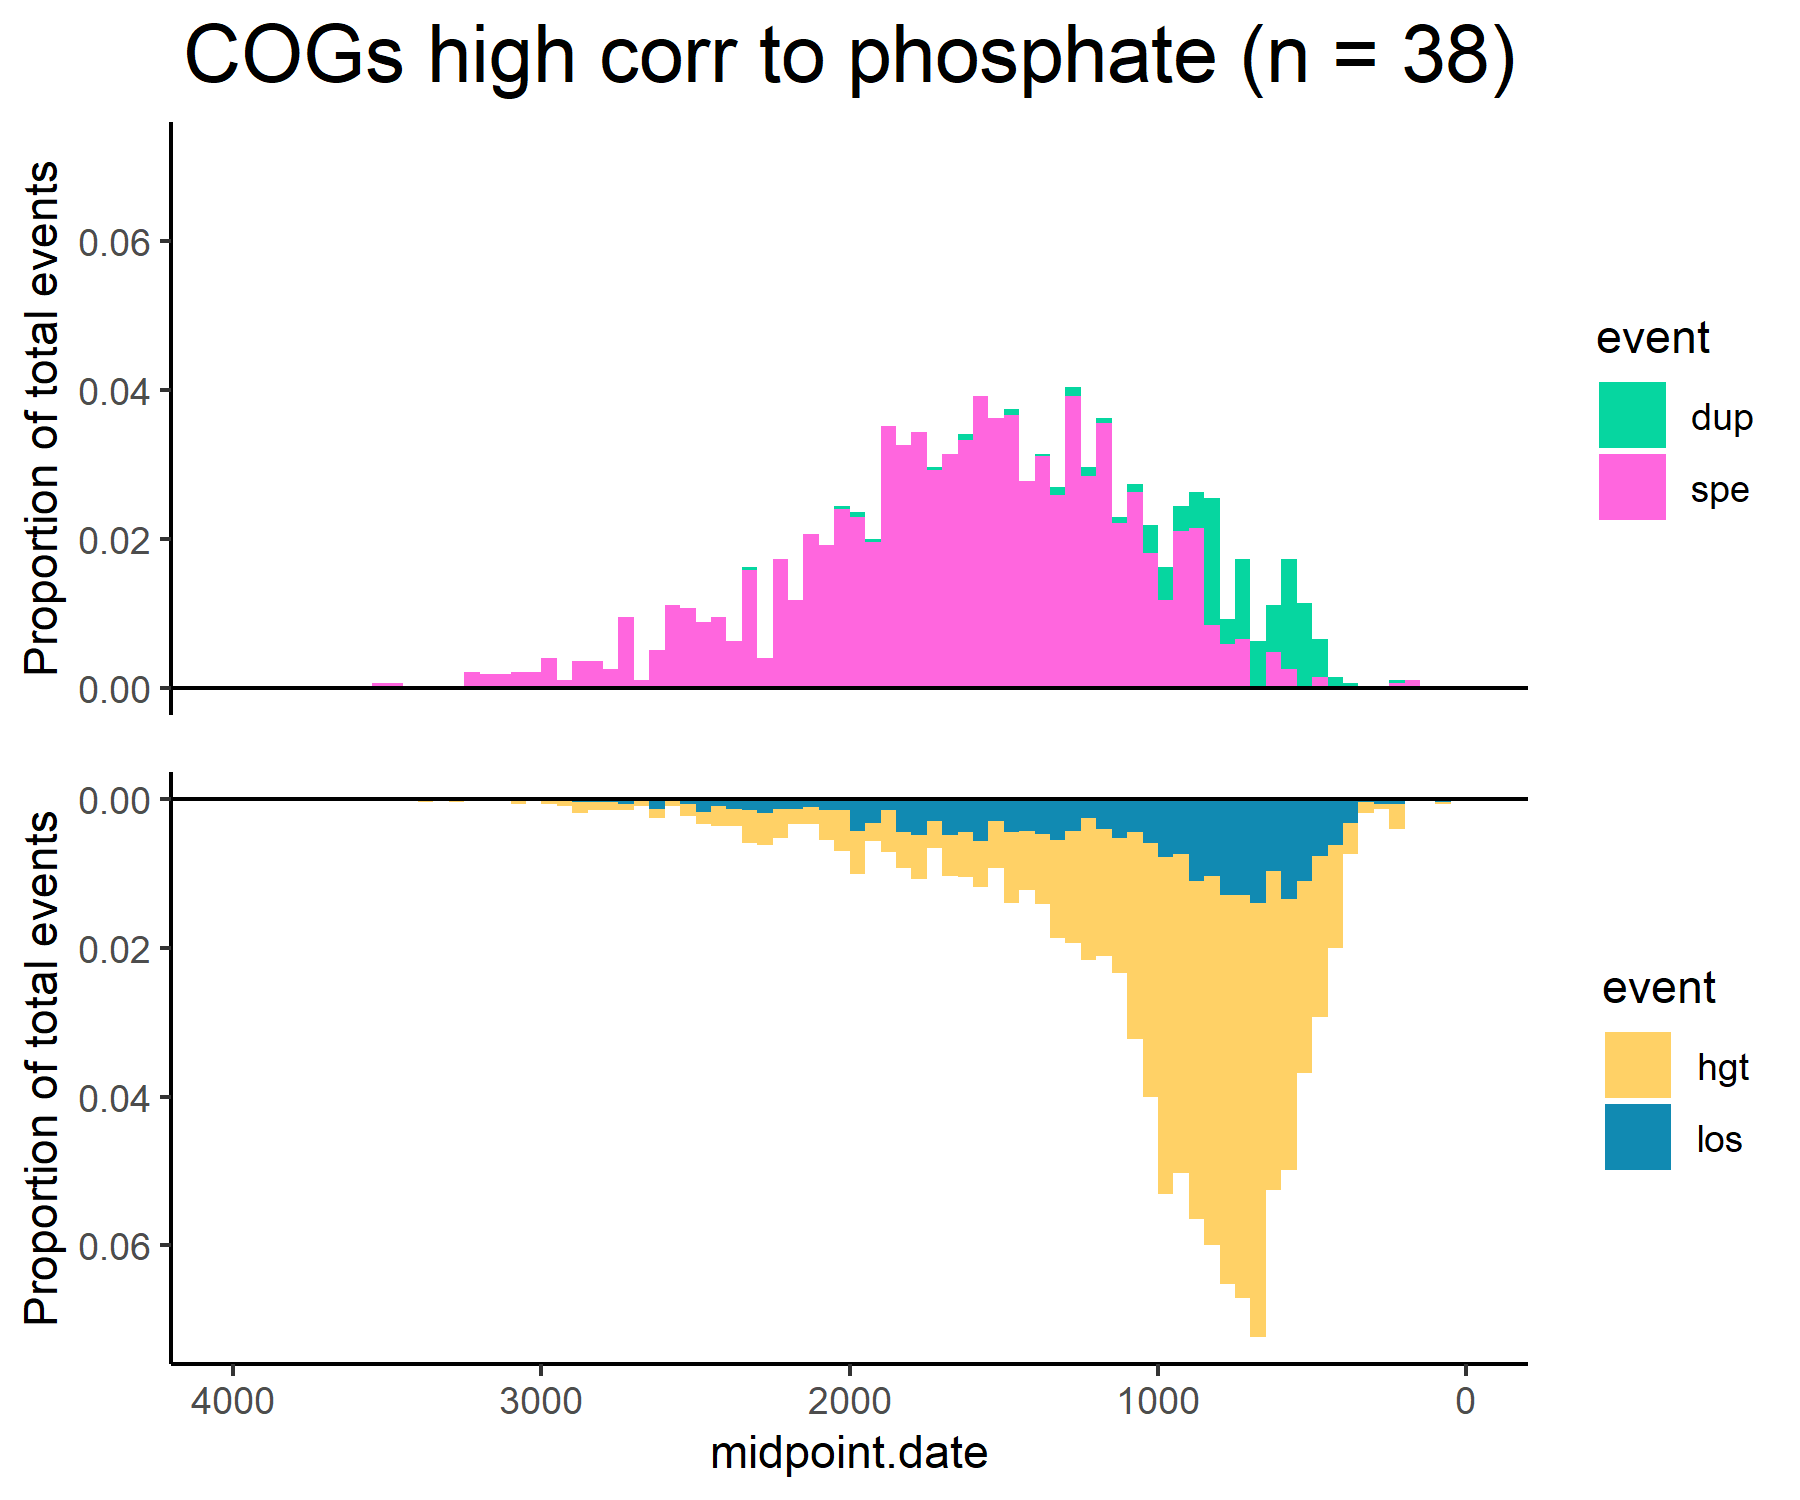 COGs high corr to phosphate (n = 38)
Proportion of total events
0.06
0.04
0.02
0.00
event
dup
spe
Proportion of total events
0.00
0.02
0.04
0.06
event
hgt
los
4000 3000 2000 1000 0
midpoint.date